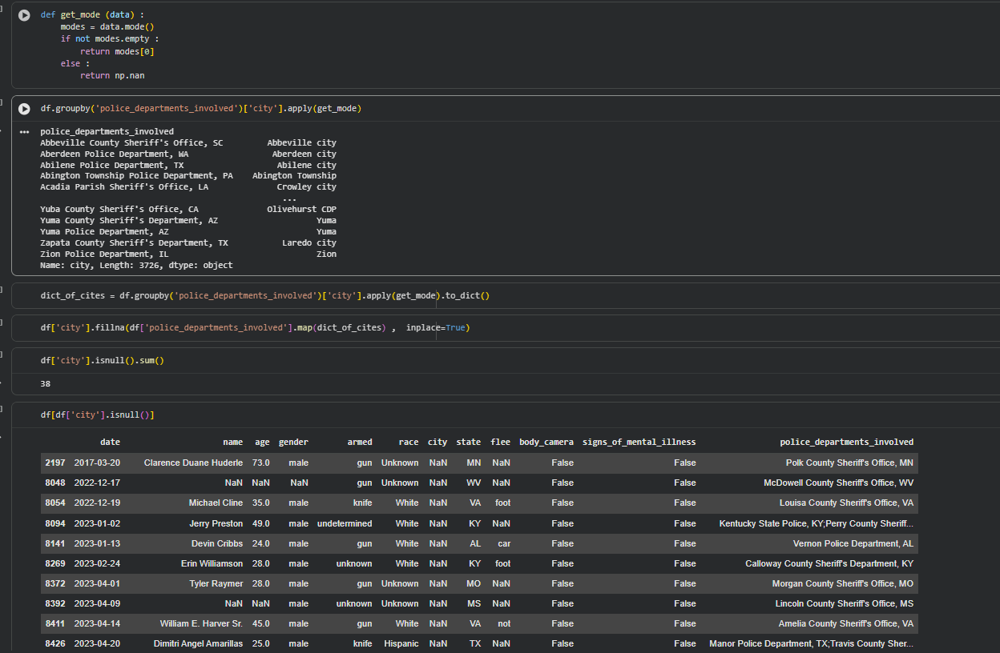 def get_mode (data) :
modes = data.mode()
if not modes.empty :
return modes[0]
else :
return np.nan
df.groupby('police_departments_involved')['city'].apply(get_mode)
police_departments_involved
Abbeville County Sheriff's Office, SC Abbeville city
Aberdeen Police Department, WA Aberdeen city
Abilene Police Department, TX Abilene city
Abington Township Police Department, PA Abington Township
Acadia Parish Sheriff's Office, LA Crowley city
...
Yuba County Sheriff's Office, CA Olivehurst CDP
Yuma County Sheriff's Department, AZ Yuma
Yuma Police Department, AZ Yuma
Zapata County Sheriff's Department, TX Laredo city
Zion Police Department, IL Zion
Name: city, Length: 3726, dtype: object
dict_of_cites = df.groupby('police_departments_involved')['city'].apply(get_mode).to_dict()
df['city'].fillna(df['police_departments_involved'].map(dict_of_cites) , inplace=True)
df['city'].isnull().sum()
38
df[df['city'].isnull()]
date name age gender armed race city state flee body_camera signs_of_mental_illness police_departments_involved
2197 2017-03-20 Clarence Duane Huderle 73.0 male gun Unknown NaN MN NaN False False Polk County Sheriff's Office, MN
8048 2022-12-17 NaN NaN NaN gun Unknown NaN WV NaN False False McDowell County Sheriff's Office, WV
8054 2022-12-19 Michael Cline 35.0 male knife White NaN VA foot False False Louisa County Sheriff's Office, VA
8094 2023-01-02 Jerry Preston 49.0 male undetermined White NaN KY NaN False False Kentucky State Police, KY;Perry County Sheriff...
8141 2023-01-13 Devin Cribbs 24.0 male gun White NaN AL car False False Vernon Police Department, AL
8269 2023-02-24 Erin Williamson 28.0 male unknown White NaN KY foot False False Calloway County Sheriff's Department, KY
8372 2023-04-01 Tyler Raymer 28.0 male gun Unknown NaN MO NaN False False Morgan County Sheriff's Office, MO
8392 2023-04-09 NaN NaN male unknown Unknown NaN MS NaN False False Lincoln County Sheriff's Office, MS
8411 2023-04-14 William E. Harver Sr. 45.0 male gun White NaN VA not False False Amelia County Sheriff's Office, VA
8426 2023-04-20 Dimitri Angel Amarillas 25.0 male knife Hispanic NaN TX NaN False False Manor Police Department, TX;Travis County Sher...